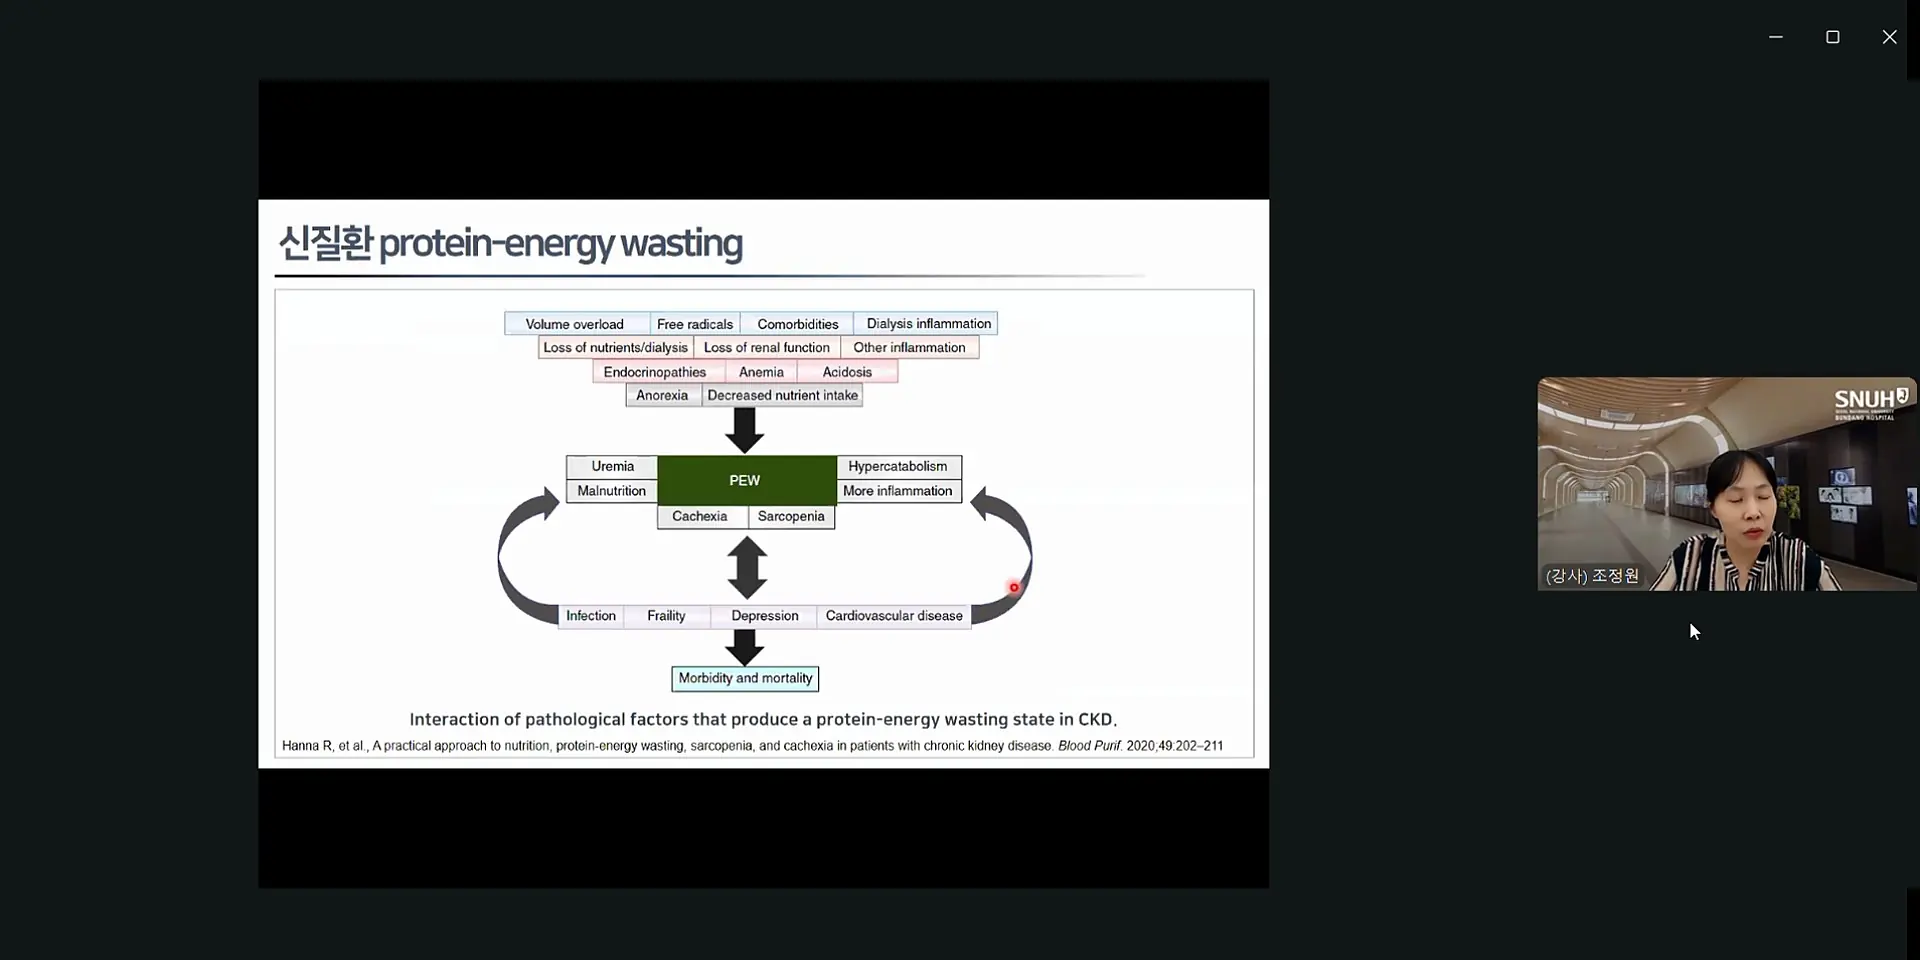 신질환 protein-energy wasting
Volume overload Free radicals Comorbidities Dialysis inflammation
Loss of nutrients/dialysis Loss of renal function Other inflammation
Endocrinopathies Anemia Acidosis
Anorexia Decreased nutrient intake
Uremia PEW Hypercatabolism
Malnutrition More inflammation
Cachexia Sarcopenia
Infection Fraility Depression Cardiovascular disease
Morbidity and mortality
Interaction of pathological factors that produce a protein-energy wasting state in CKD.
Hanna R, et al., A practical approach to nutrition, protein-energy wasting, sarcopenia, and cachexia in patients with chronic kidney disease. Blood Purif. 2020;49:202–211
SNUH
BUNDANG HOSPITAL
(강사) 조정원